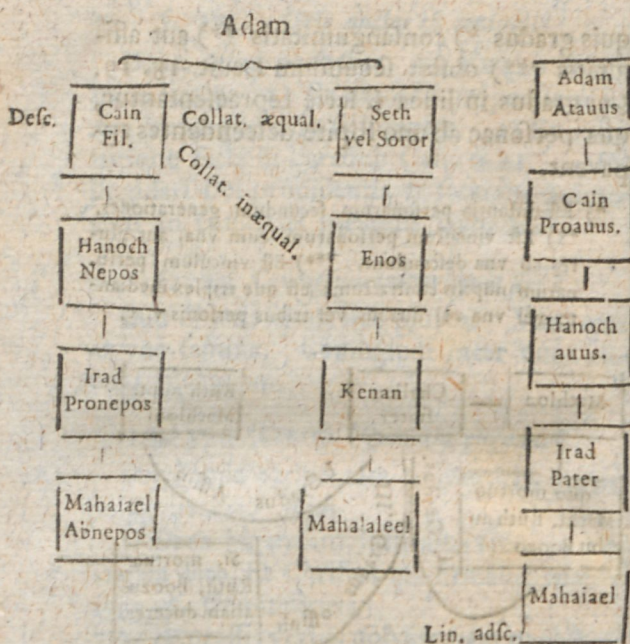 Adam
Desc. Cain
Fil.
Collat. æqual.
Collat. inæqual.
Seth
vel Soror
Hanoch
Nepos
Enos
Irad
Pronepos
Kenan
Mahaiael
Abnepos
Mahalaleel
Adam
Atauus
Cain
Proauus.
Hanoch
auus.
Irad
Pater
Mahaiael
Lin. adsc.